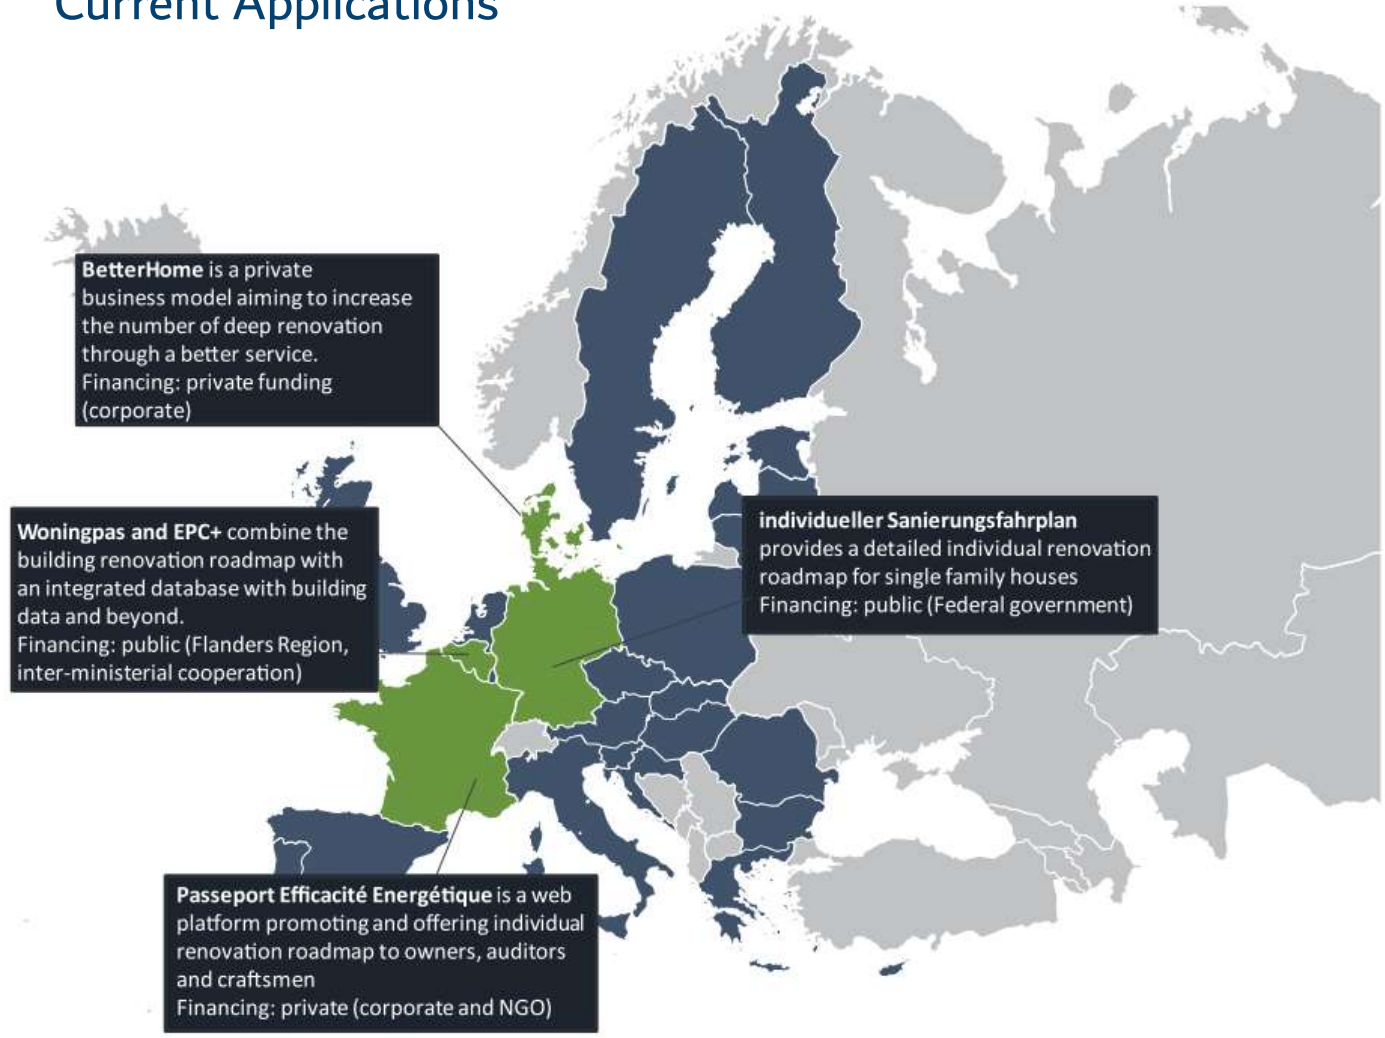 Current Applications
BetterHome is a private
business model aiming to increase
the number of deep renovation
through a better service.
Financing: private funding
(corporate)
Woningpas and EPC+ combine the
building renovation roadmap with
an integrated database with building
data and beyond.
Financing: public (Flanders Region,
inter-ministerial cooperation)
individueller Sanierungsfahrplan
provides a detailed individual renovation
roadmap for single family houses
Financing: public (Federal government)
Passeport Efficacité Energétique is a web
platform promoting and offering individual
renovation roadmap to owners, auditors
and craftsmen
Financing: private (corporate and NGO)